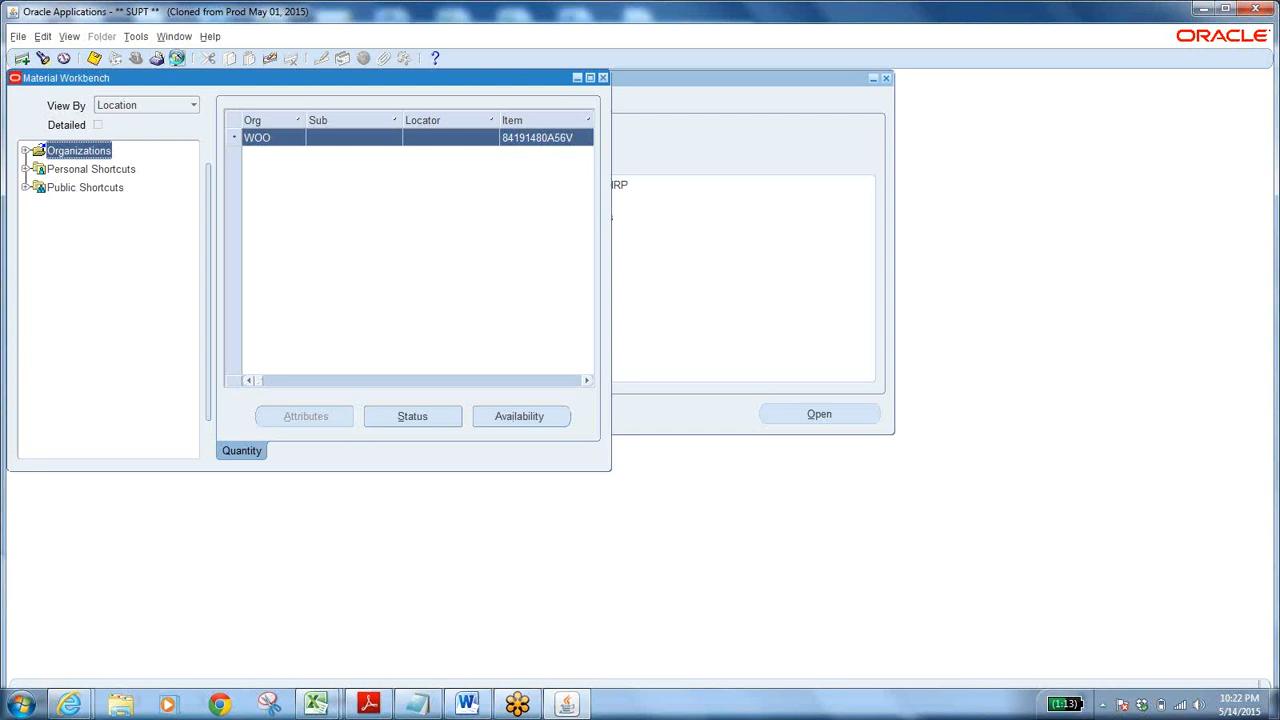 Oracle Applications - ** SUPT ** (Cloned from Prod May 01, 2015)
File Edit View Folder Tools Window Help
ORACLE
Material Workbench
View By Location
Detailed
Organizations
Personal Shortcuts
Public Shortcuts
Org Sub Locator Item
WOO 84191480A56V
Attributes Status Availability
Quantity
Open
(1:13)
10:22 PM
5/14/2015